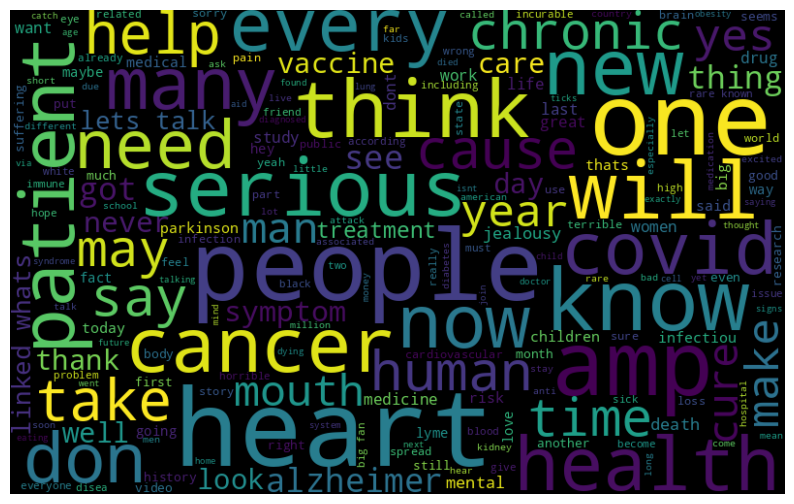 catch related sorry called incurable country brain obesity
eye
age want already help every chronic seems yes
kids
short maybe medical pain far wrong drug
ask died
many vaccine care new thing
due put including dont work life rare known
suffering think found diagnosed lung one
different lets talk aid live ticks
friend state last great especially let world
via need study hey public according cause medication excited
white much yeah see thats big good
immune school got serious little isnt day use high way
hope never part american exactly saying
patient lot year said thought
man treatment attack jealousy women terrible
parkinson will research
syndrome may infection associated must
fact feel people two really diabetes child covid
talk talking black money doctor rare bad cell yet even
say join know issue
today future symptom million now signs
linked whats mind children sure infectiou
thank body dying cardiovascular month make
problem cancer horrible human stay anti amp cure
went first mouth medicine story sick loss hospital
take heart risk love time death mean
soon well going lyme blood another become
men right system next spread kidney come
eating don home big fan still hear give long health
everyone disea history look alzheimer mental
video